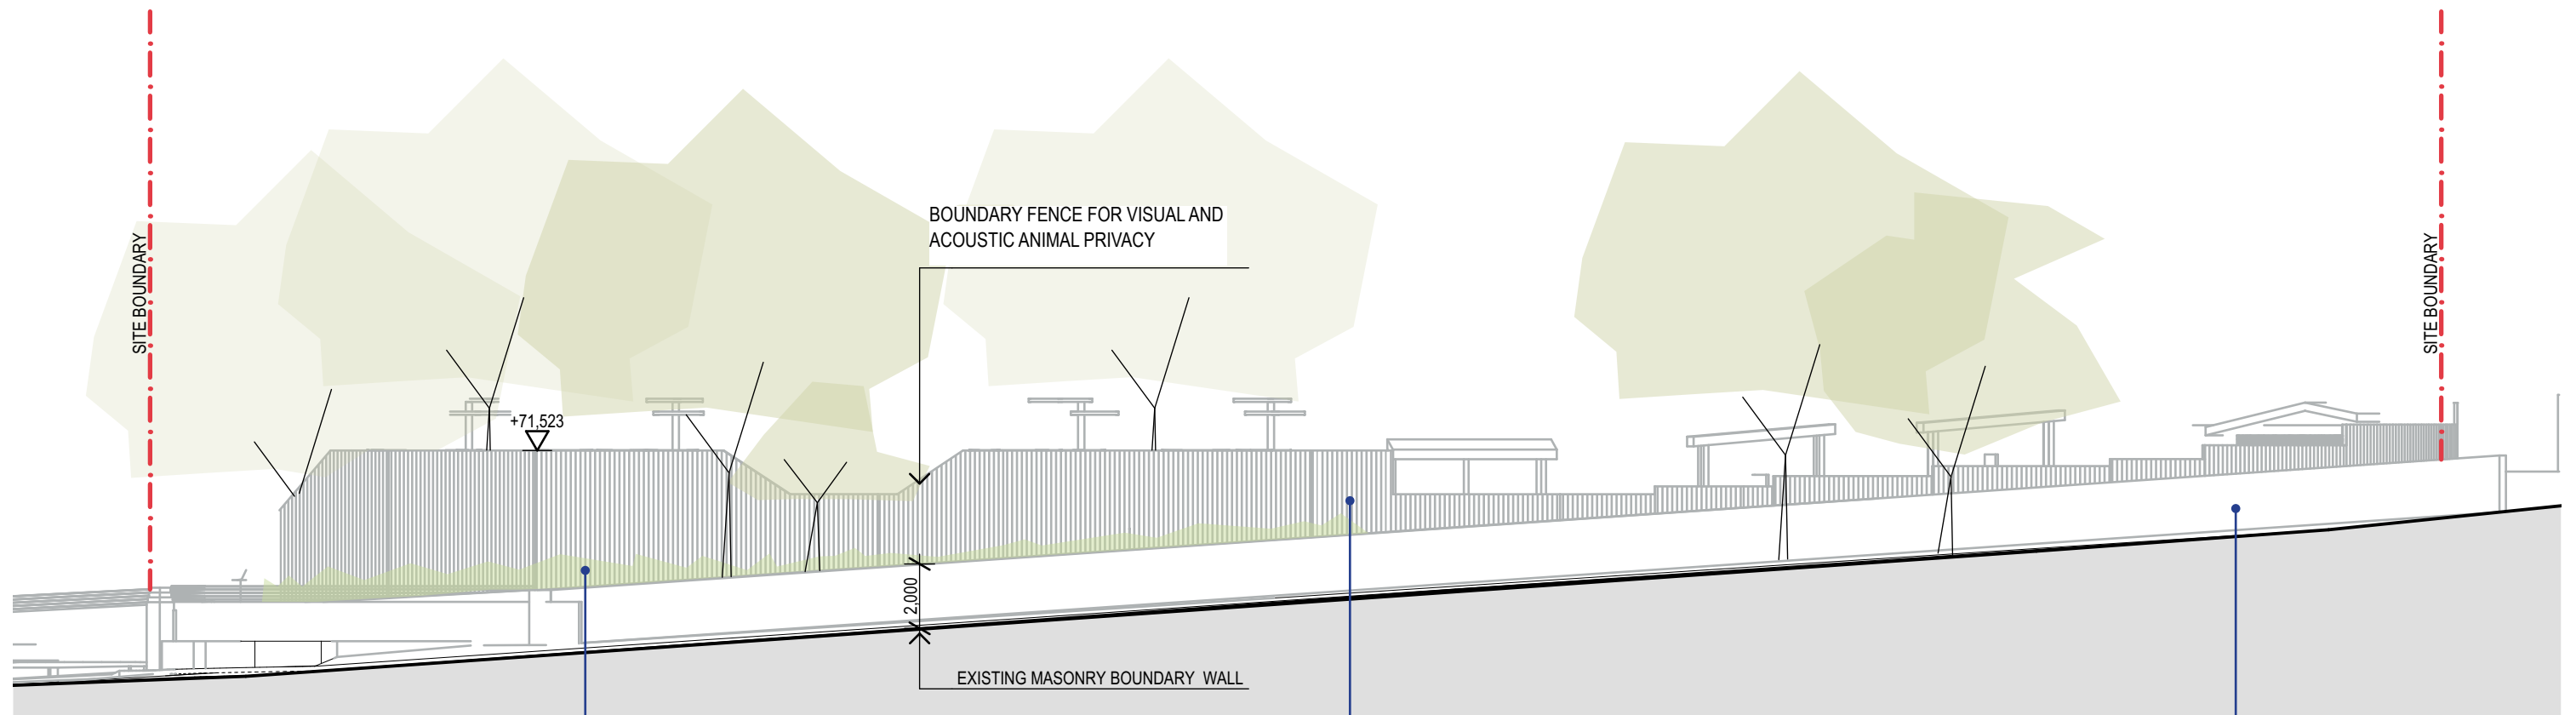 BOUNDARY FENCE FOR VISUAL AND
ACOUSTIC ANIMAL PRIVACY
SITE BOUNDARY
SITE BOUNDARY
+71,523
2,000
EXISTING MASONRY BOUNDARY WALL